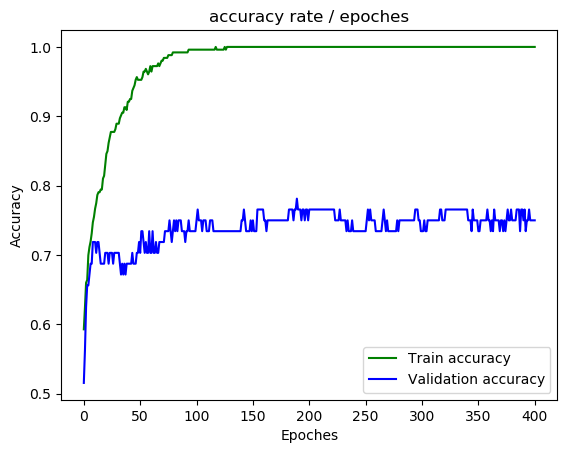 accuracy rate / epoches
1.0
0.9
0.8
0.7
0.6
0.5
Accuracy
0 50 100 150 200 250 300 350 400
Epoches
Train accuracy
Validation accuracy